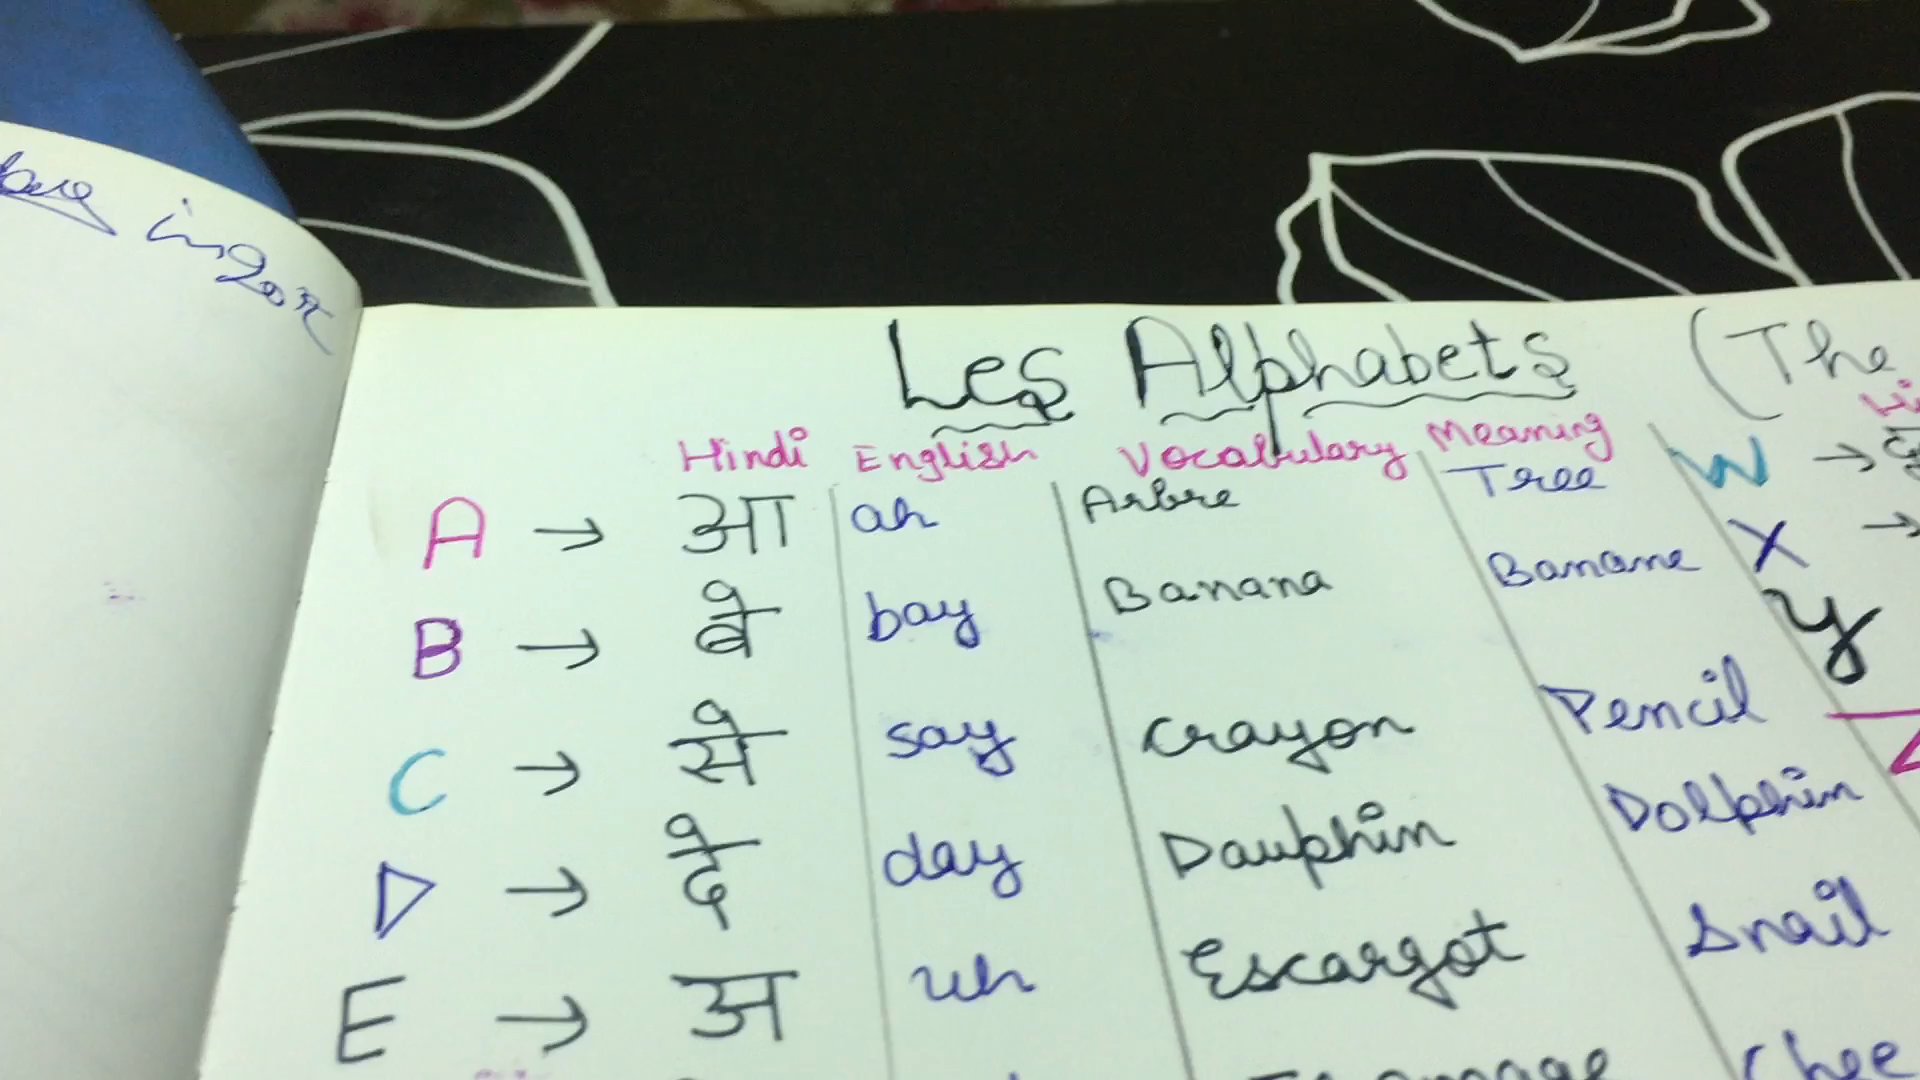 Les Alphabets (The
Hindi English Vocabulary Meaning
A → आ ah Arbre Tree W →
B → बे bay Banana Banane X →
y
C → से say Crayon Pencil
D → दे day Dauphin Dolphin
E → अ uh Escargot Snail